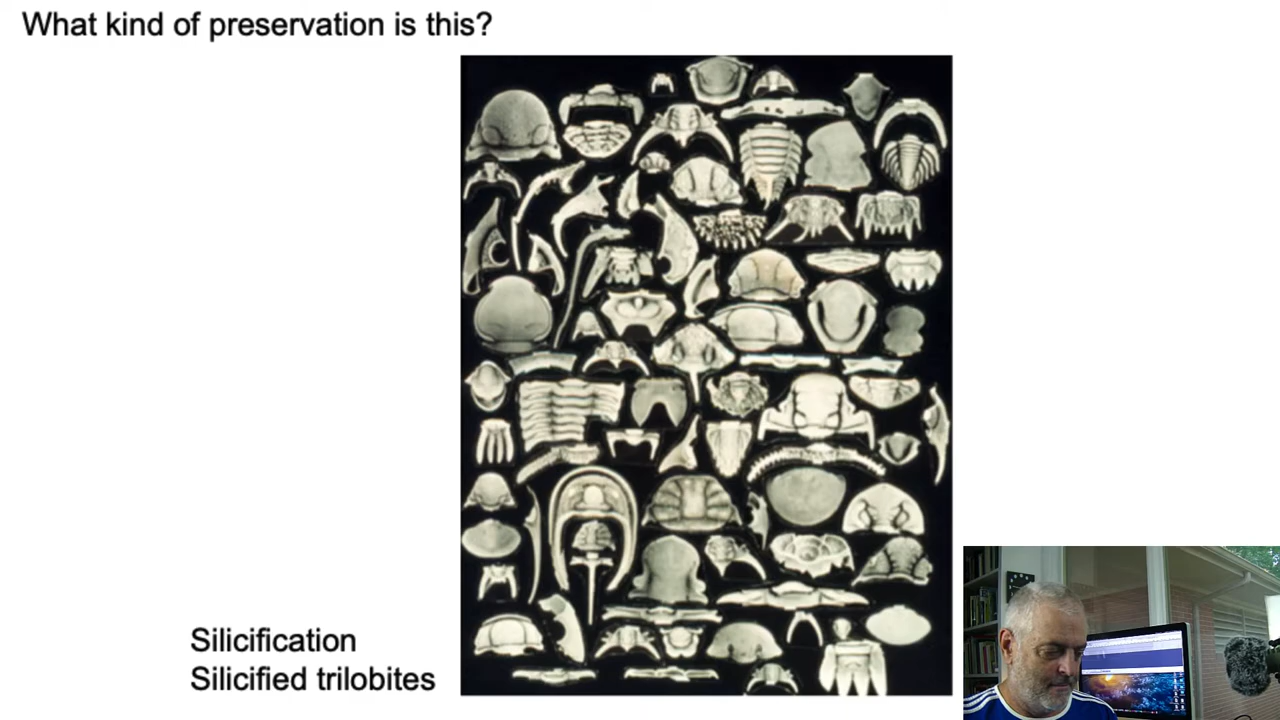 What kind of preservation is this?
Silicification
Silicified trilobites